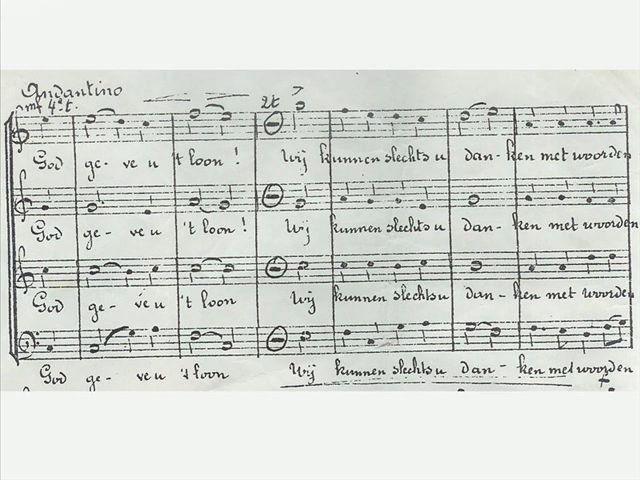 Andantino
mf 4e t. 2t
God ge-ve u 't loon! Wij kunnen slechts u dan-ken met woorden
God ge-ve u 't loon! Wij kunnen slechts u dan-ken met woorden
God ge-ve u 't loon Wij kunnen slechts u dan-ken met woorden
God ge-ve u 't loon Wij kunnen slechts u dan-ken met woorden